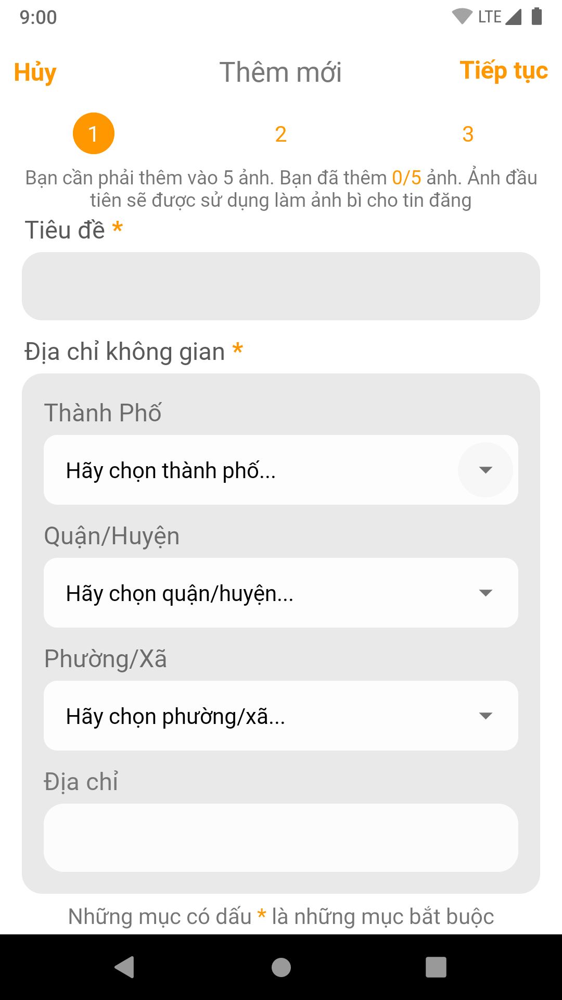 9:00 LTE
Hủy Thêm mới Tiếp tục
1 2 3
Bạn cần phải thêm vào 5 ảnh. Bạn đã thêm 0/5 ảnh. Ảnh đầu
tiên sẽ được sử dụng làm ảnh bì cho tin đăng
Tiêu đề *
Địa chỉ không gian *
Thành Phố
Hãy chọn thành phố...
Quận/Huyện
Hãy chọn quận/huyện...
Phường/Xã
Hãy chọn phường/xã...
Địa chỉ
Những mục có dấu * là những mục bắt buộc